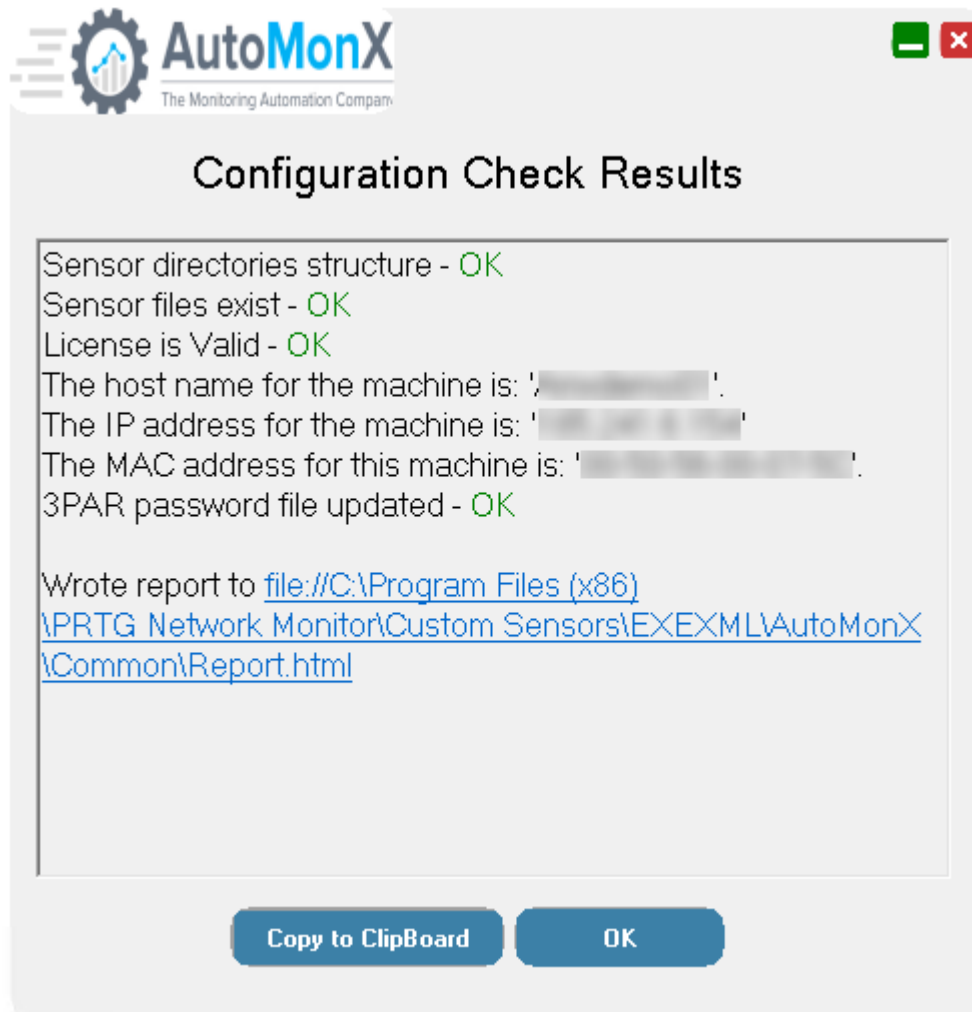 AutoMonX
The Monitoring Automation Company
Configuration Check Results
Sensor directories structure - OK
Sensor files exist - OK
License is Valid - OK
The host name for the machine is: ' '.
The IP address for the machine is: ' '
The MAC address for this machine is: ' '.
3PAR password file updated - OK
Wrote report to file://C:\Program Files (x86)
\PRTG Network Monitor\Custom Sensors\EXEXML\AutoMonX
\Common\Report.html
Copy to ClipBoard OK